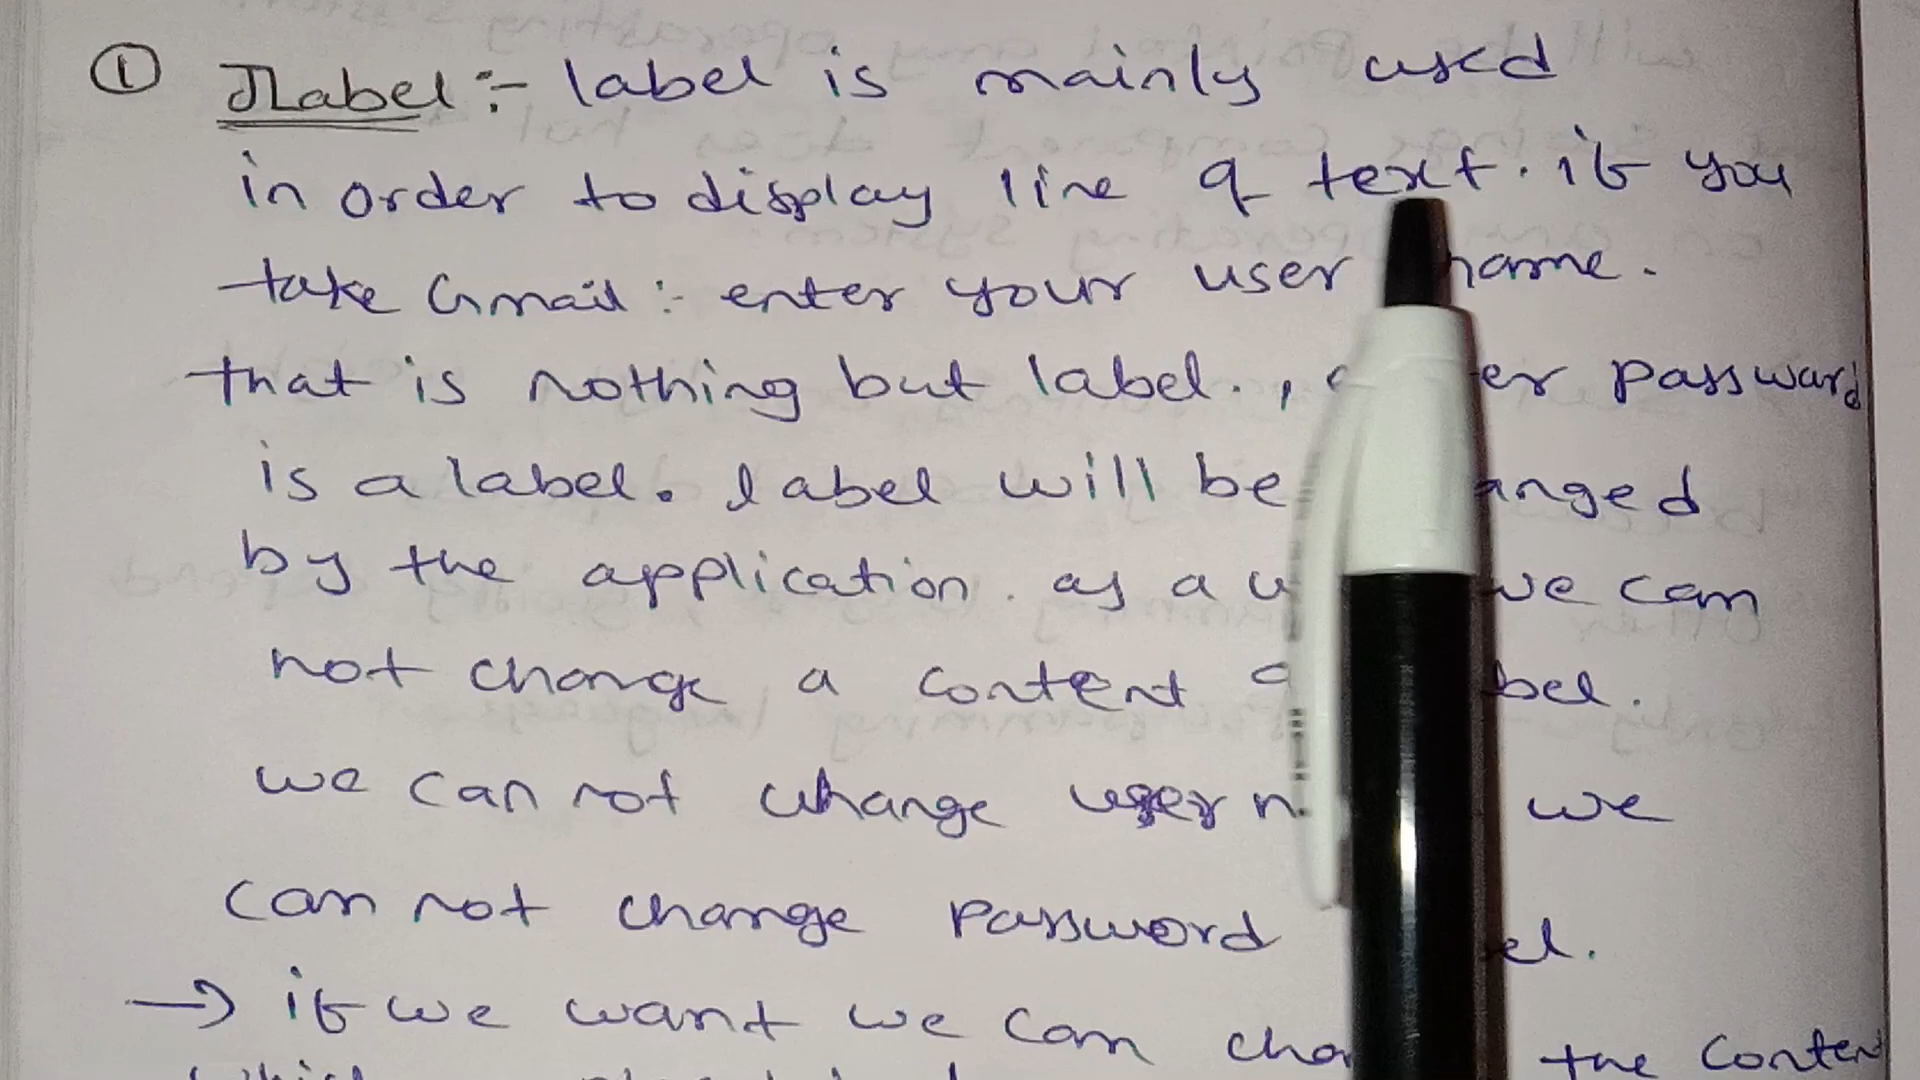 ① JLabel :- label is mainly used
in order to display line of text. if you
take Gmail :- enter your user name.
that is nothing but label. , er password
is a label. label will be anged
by the application. as a u we can
not change a content bel.
we can not change user n. we
can not change password el.
→ if we want we can cha the content